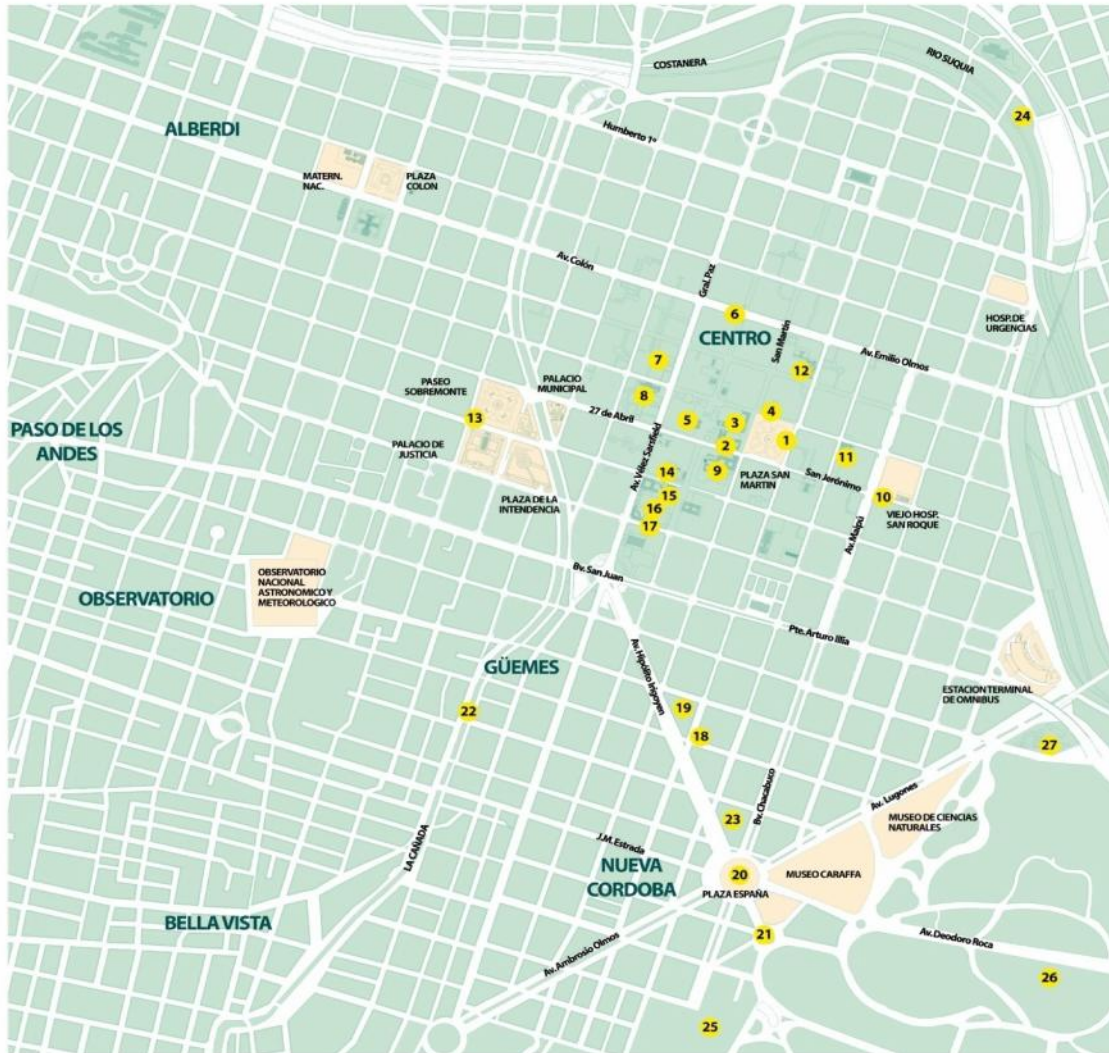 COSTANERA
RIO SUQUIA
24
ALBERDI
Humberto 1º
MATERN.
NAC.
PLAZA
COLON
Av. Colón
Gral. Paz
6
CENTRO
San Martín
HOSP. DE
URGENCIAS
Av. Emilio Olmos
7
12
8
PASEO
SOBREMONTE
PALACIO
MUNICIPAL
27 de Abril
13
5
3
4
1
2
PASO DE LOS
ANDES
PALACIO DE
JUSTICIA
Av. Vélez Sarsfield
14
9
PLAZA SAN
MARTIN
11
San Jerónimo
10
VIEJO HOSP.
SAN ROQUE
PLAZA DE LA
INTENDENCIA
15
16
17
Av. Maipú
Bv. San Juan
OBSERVATORIO
OBSERVATORIO
NACIONAL
ASTRONOMICO Y
METEOROLOGICO
Pte. Arturo Illia
GÜEMES
Av. Hipólito Irigoyen
ESTACION TERMINAL
DE OMNIBUS
22
19
18
27
Bv. Chacabuco
Av. Lugones
23
MUSEO DE CIENCIAS
NATURALES
LA CAÑADA
J.M. Estrada
NUEVA
CORDOBA
20
PLAZA ESPAÑA
MUSEO CARAFFA
BELLA VISTA
21
Av. Ambrosio Olmos
Av. Deodoro Roca
26
25